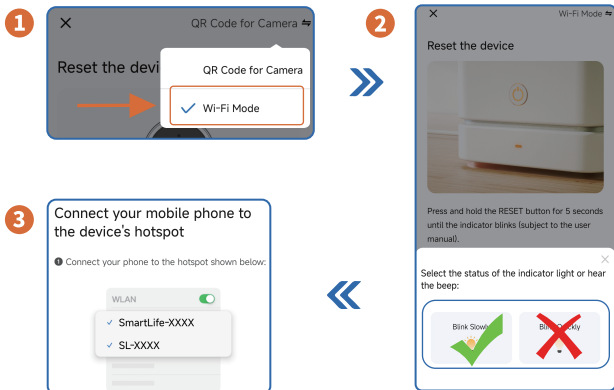 1
QR Code for Camera
Reset the devi
QR Code for Camera
Wi-Fi Mode
2
Wi-Fi Mode
Reset the device
Press and hold the RESET button for 5 seconds
until the indicator blinks (subject to the user
manual).
Select the status of the indicator light or hear
the beep:
Blink Slowly
3
Connect your mobile phone to
the device's hotspot
1 Connect your phone to the hotspot shown below:
WLAN
SmartLife-XXXX
SL-XXXX